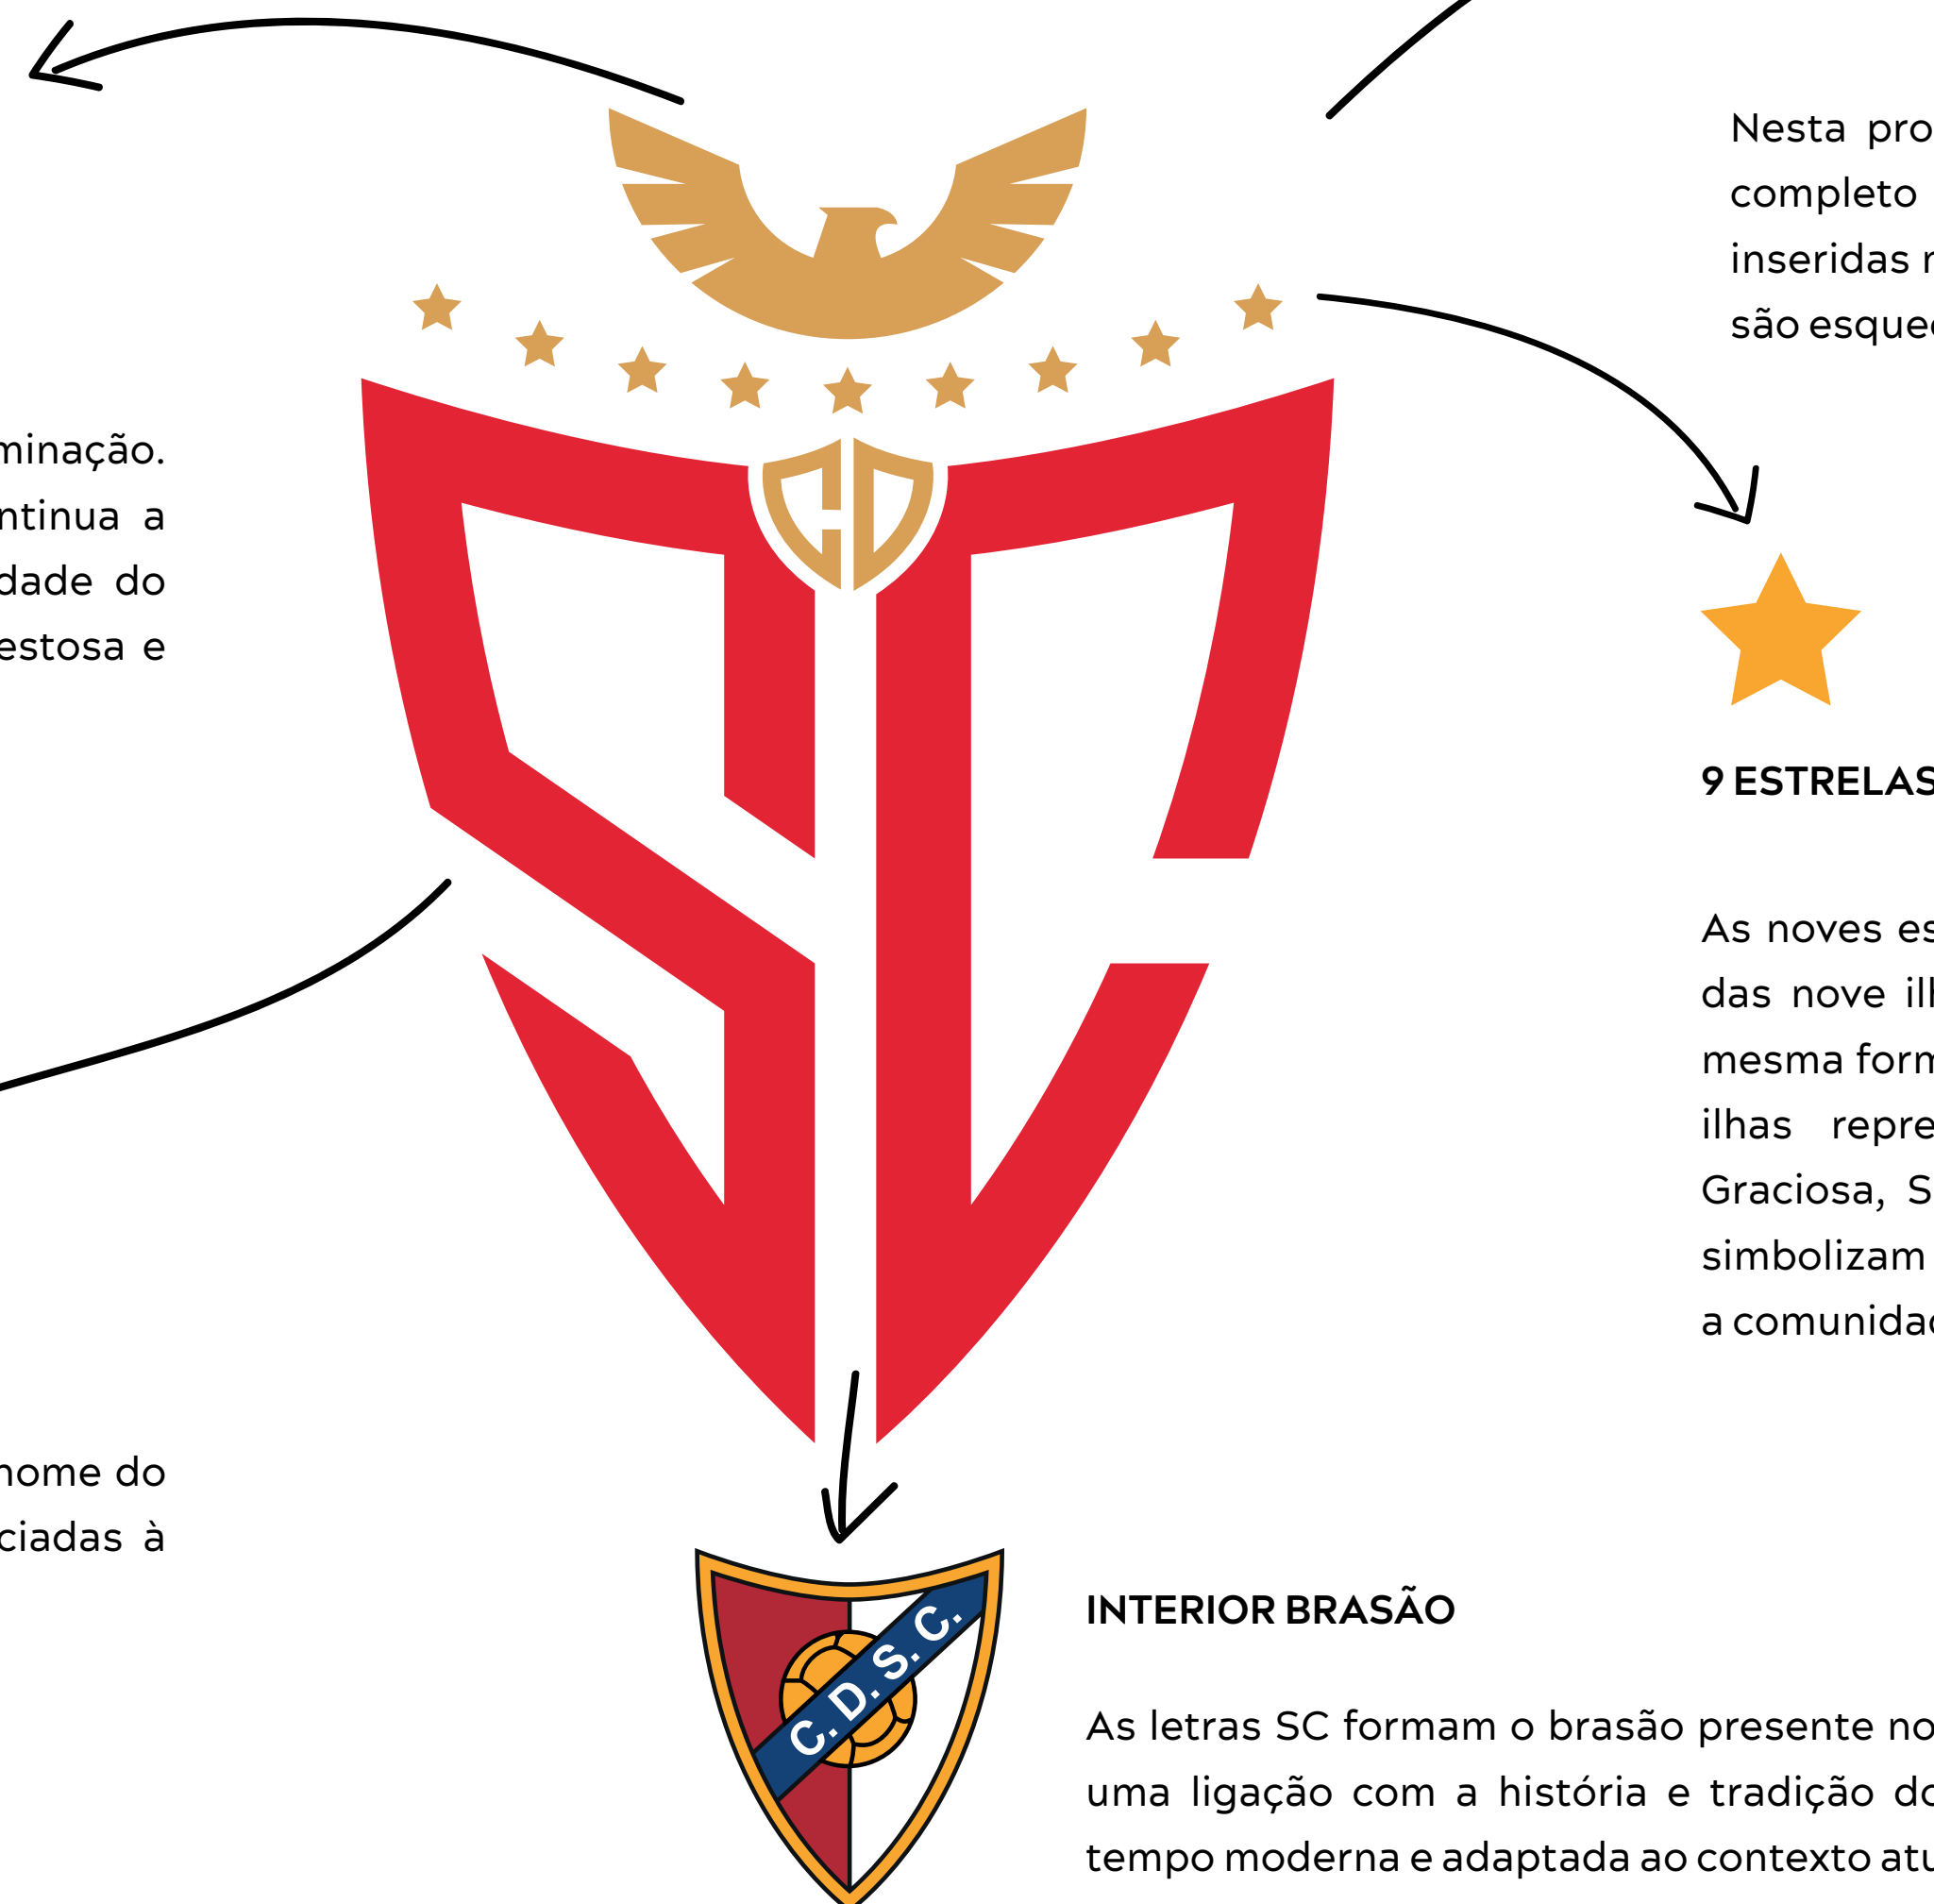 minação.
ntinua a
dade do
estosa e
nome do
ciadas à
Nesta pro
completo
inseridas
são esque
9 ESTRELAS
As noves es
das nove il
mesma form
ilhas repre
Graciosa, S
simbolizam
a comunida
C. D. S. C.
INTERIOR BRASÃO
As letras SC formam o brasão presente no
uma ligação com a história e tradição do
tempo moderna e adaptada ao contexto atu